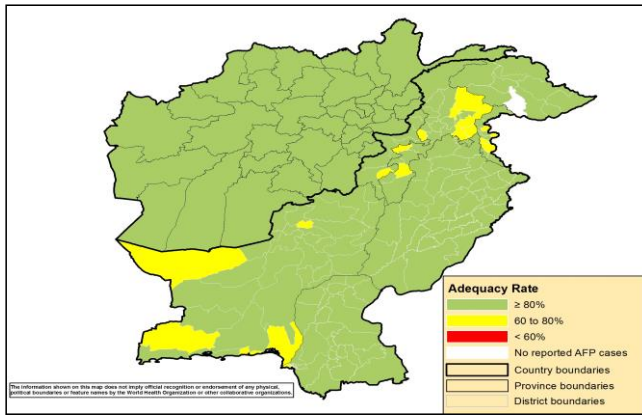 Adequacy Rate
≥ 80%
60 to 80%
< 60%
No reported AFP cases
Country boundaries
Province boundaries
District boundaries
The information shown on this map does not imply official recognition or endorsement of any physical,
political boundaries or feature names by the World Health Organization or other collaborative organizations.